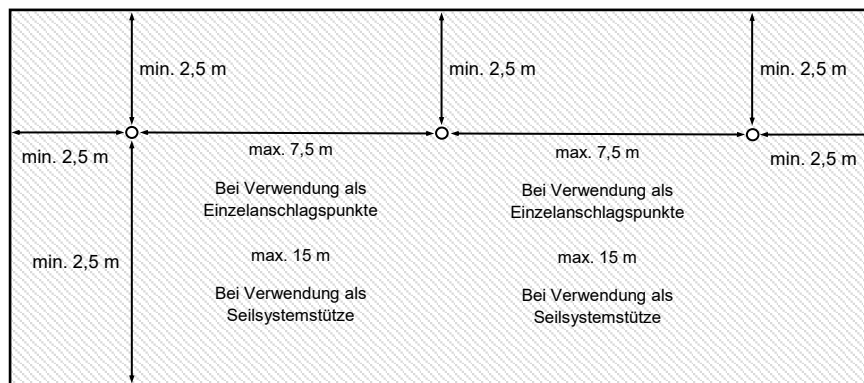 min. 2,5 m
min. 2,5 m
min. 2,5 m
min. 2,5 m
max. 7,5 m
max. 7,5 m
min. 2,5 m
Bei Verwendung als
Einzelanschlagspunkte
Bei Verwendung als
Einzelanschlagspunkte
min. 2,5 m
max. 15 m
max. 15 m
Bei Verwendung als
Seilsystemstütze
Bei Verwendung als
Seilsystemstütze